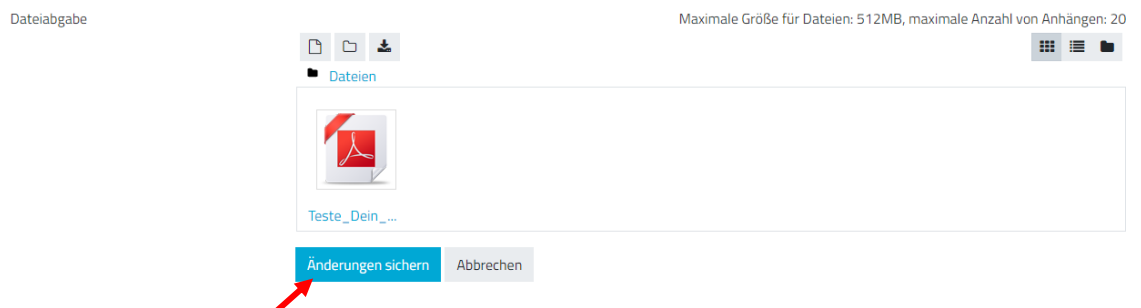 Dateiabgabe
Maximale Größe für Dateien: 512MB, maximale Anzahl von Anhängen: 20
Dateien
Teste_Dein_...
Änderungen sichern
Abbrechen